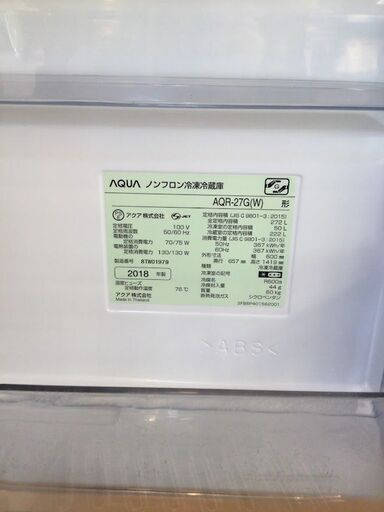 AQUA ノンフロン冷凍冷蔵庫
AQR-27G(W) 形
アクア株式会社 JET
定格電圧 100 V
定格周波数 50/60 Hz
電動機の
定格消費電力 70/75 W
電熱装置の
定格消費電力 130/130 W
製造番号 8TW01979
2018 年製
温度ヒューズ
定格動作温度 76℃
アクア株式会社
Made in Thailand
定格内容積 (JIS C 9801-3:2015)
全定格内容積 272 L
冷凍室の定格内容積 50 L
冷蔵室の定格内容積 222 L
消費電力量 (JIS C 9801-3:2015)
50Hz 367 kWh/年
60Hz 367 kWh/年
外形寸法 幅 600 ㎜
奥行 657 ㎜ 高さ 1419 ㎜
種類 冷凍冷蔵庫
冷凍室の記号
冷媒名 R600a
冷媒封入量 44 g
質量 60 kg
断熱発泡ガス シクロペンタン
>ABS<